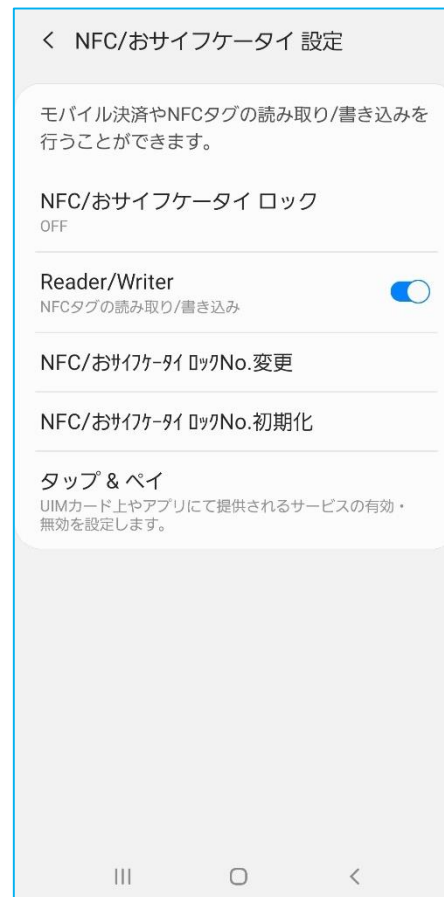 NFC/おサイフケータイ 設定
モバイル決済やNFCタグの読み取り/書き込みを
行うことができます。
NFC/おサイフケータイ ロック
OFF
Reader/Writer
NFCタグの読み取り/書き込み
NFC/おｻｲﾌｹｰﾀｲ ﾛｯｸNo.変更
NFC/おｻｲﾌｹｰﾀｲ ﾛｯｸNo.初期化
タップ & ペイ
UIMカード上やアプリにて提供されるサービスの有効・
無効を設定します。